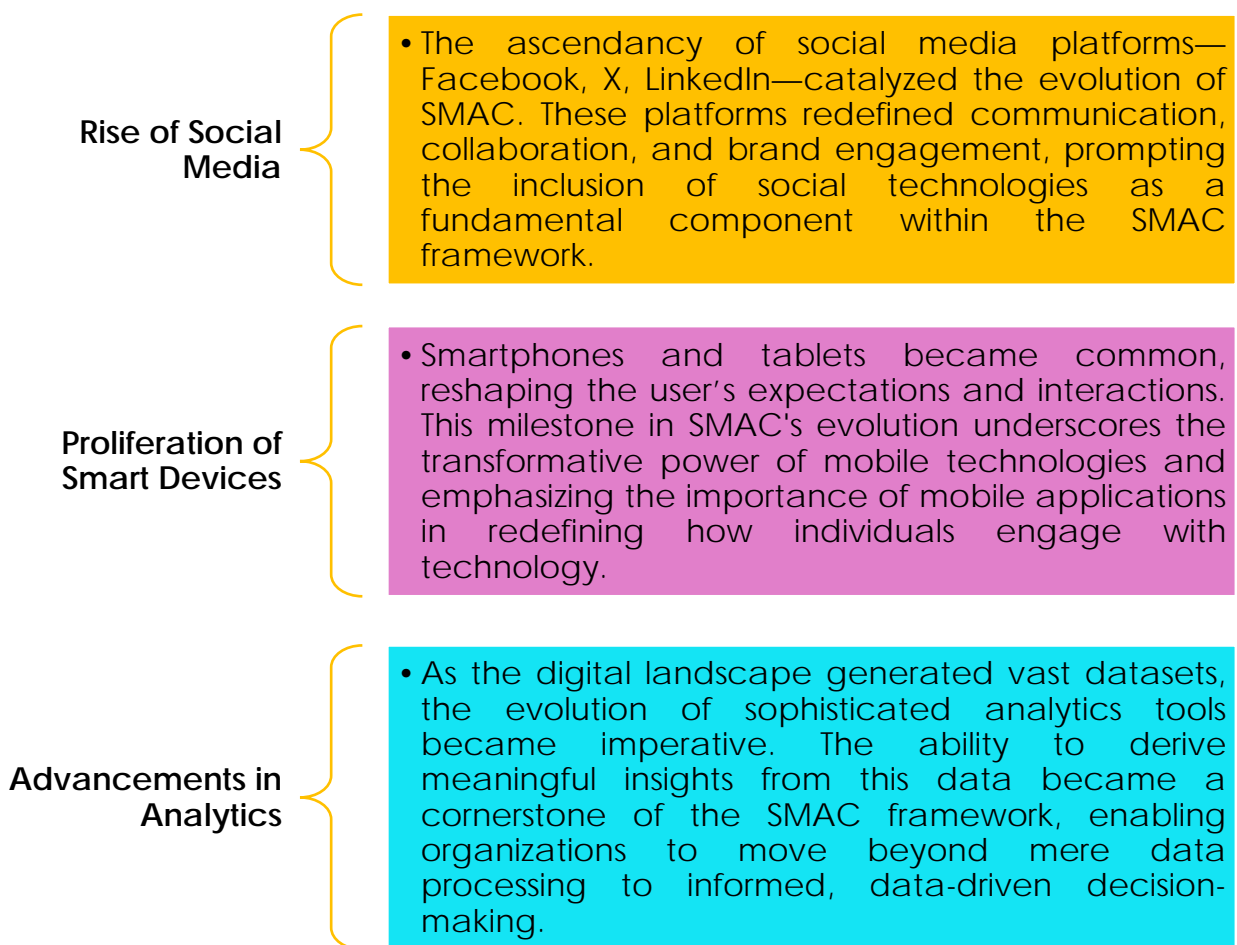 Rise of Social
Media
• The ascendancy of social media platforms—
Facebook, X, LinkedIn—catalyzed the evolution of
SMAC. These platforms redefined communication,
collaboration, and brand engagement, prompting
the inclusion of social technologies as a
fundamental component within the SMAC
framework.
Proliferation of
Smart Devices
• Smartphones and tablets became common,
reshaping the user’s expectations and interactions.
This milestone in SMAC's evolution underscores the
transformative power of mobile technologies and
emphasizing the importance of mobile applications
in redefining how individuals engage with
technology.
Advancements in
Analytics
• As the digital landscape generated vast datasets,
the evolution of sophisticated analytics tools
became imperative. The ability to derive
meaningful insights from this data became a
cornerstone of the SMAC framework, enabling
organizations to move beyond mere data
processing to informed, data-driven decision-
making.